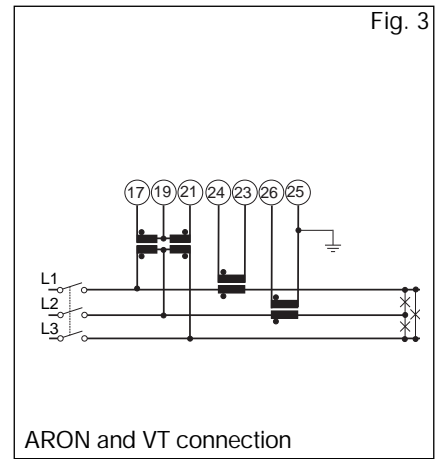 Fig. 3
17 19 21 24 23 26 25
L1
L2
L3
ARON and VT connection